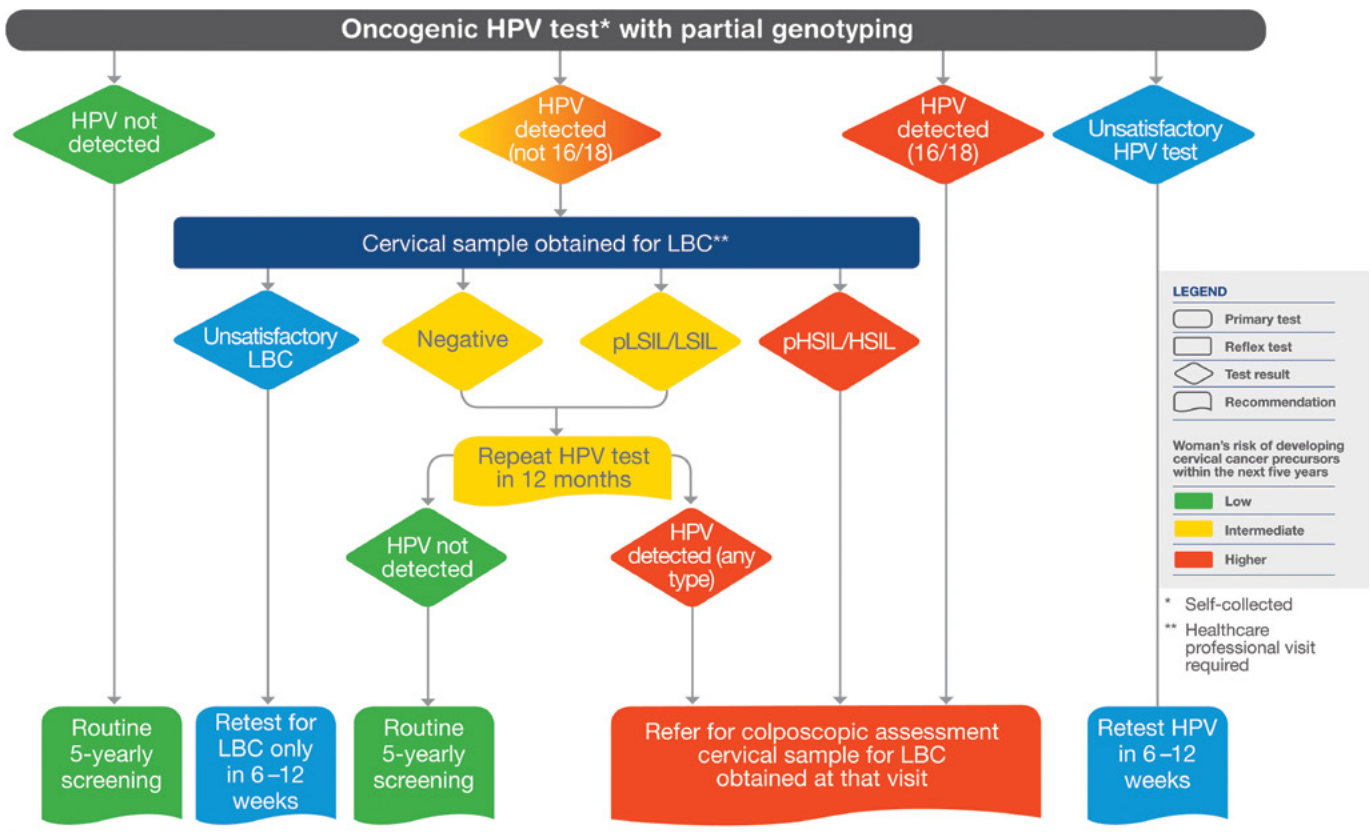 Oncogenic HPV test* with partial genotyping
HPV not
detected
HPV
detected
(not 16/18)
HPV
detected
(16/18)
Unsatisfactory
HPV test
Cervical sample obtained for LBC**
Unsatisfactory
LBC
Negative
pLSIL/LSIL
pHSIL/HSIL
Repeat HPV test
in 12 months
HPV not
detected
HPV
detected (any
type)
Routine
5-yearly
screening
Retest for
LBC only
in 6–12
weeks
Routine
5-yearly
screening
Refer for colposcopic assessment
cervical sample for LBC
obtained at that visit
Retest HPV
in 6–12
weeks
LEGEND
Primary test
Reflex test
Test result
Recommendation
Woman's risk of developing
cervical cancer precursors
within the next five years
Low
Intermediate
Higher
* Self-collected
** Healthcare
professional visit
required